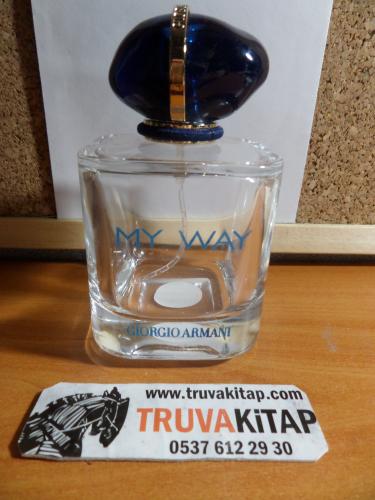 MY WAY
GIORGIO ARMANI
www.truvakitap.com
TRUVAKiTAP
0537 612 29 30